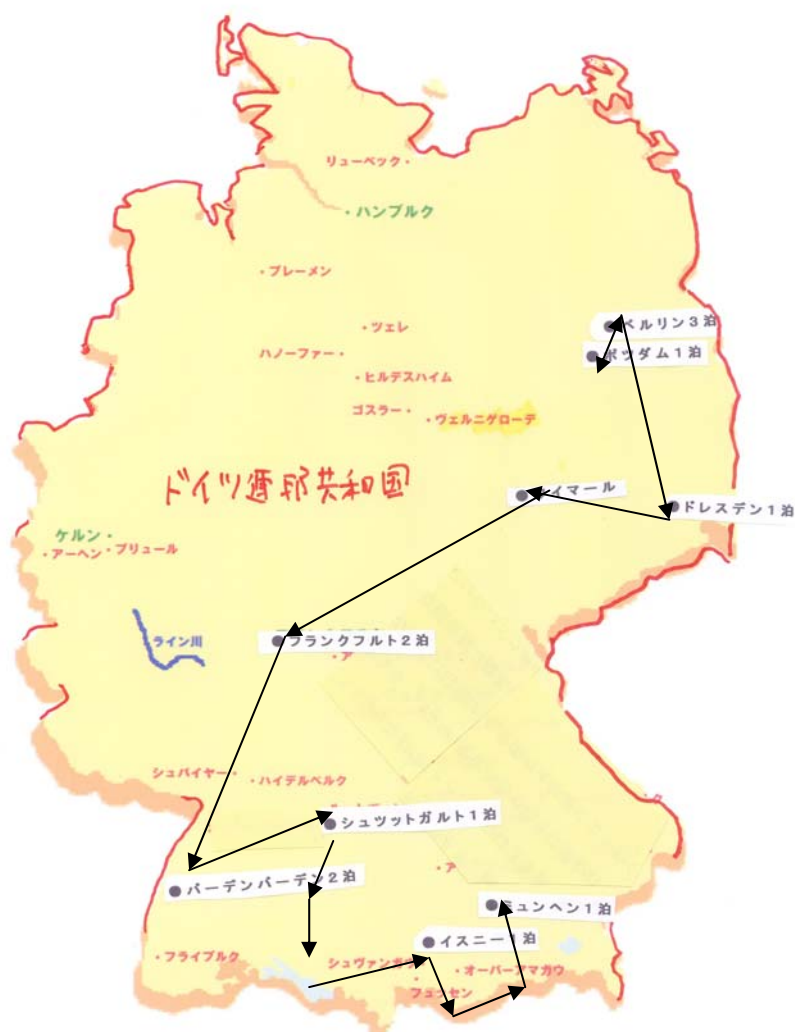 リューベック
ハンブルク
ブレーメン
ベルリン3泊
ツェレ
ハノーファー
ポツダム1泊
ヒルデスハイム
ゴスラー
ヴェルニゲローデ
ドイツ連邦共和国
イマール
ドレスデン1泊
ケルン
アーヘン
ブリュール
ライン川
フランクフルト2泊
ア
シュパイヤー
ハイデルベルク
シュツットガルト1泊
ア
バーデンバーデン2泊
ミュンヘン1泊
イスニー1泊
フライブルク
シュヴァンガウ
オーバーアマガウ
フュッセン